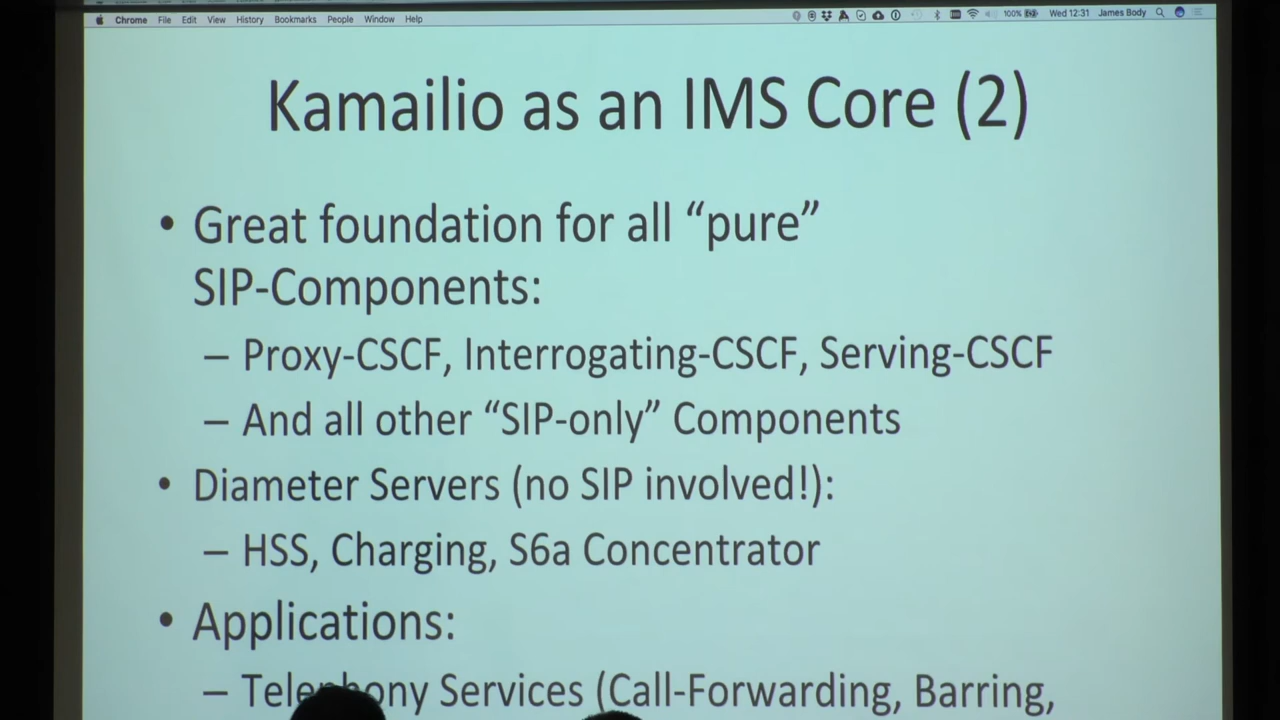 Chrome File Edit View History Bookmarks People Window Help 100% Wed 12:31 James Body
Kamailio as an IMS Core (2)
• Great foundation for all “pure”
SIP-Components:
– Proxy-CSCF, Interrogating-CSCF, Serving-CSCF
– And all other “SIP-only” Components
• Diameter Servers (no SIP involved!):
– HSS, Charging, S6a Concentrator
• Applications:
– Telephony Services (Call-Forwarding, Barring,